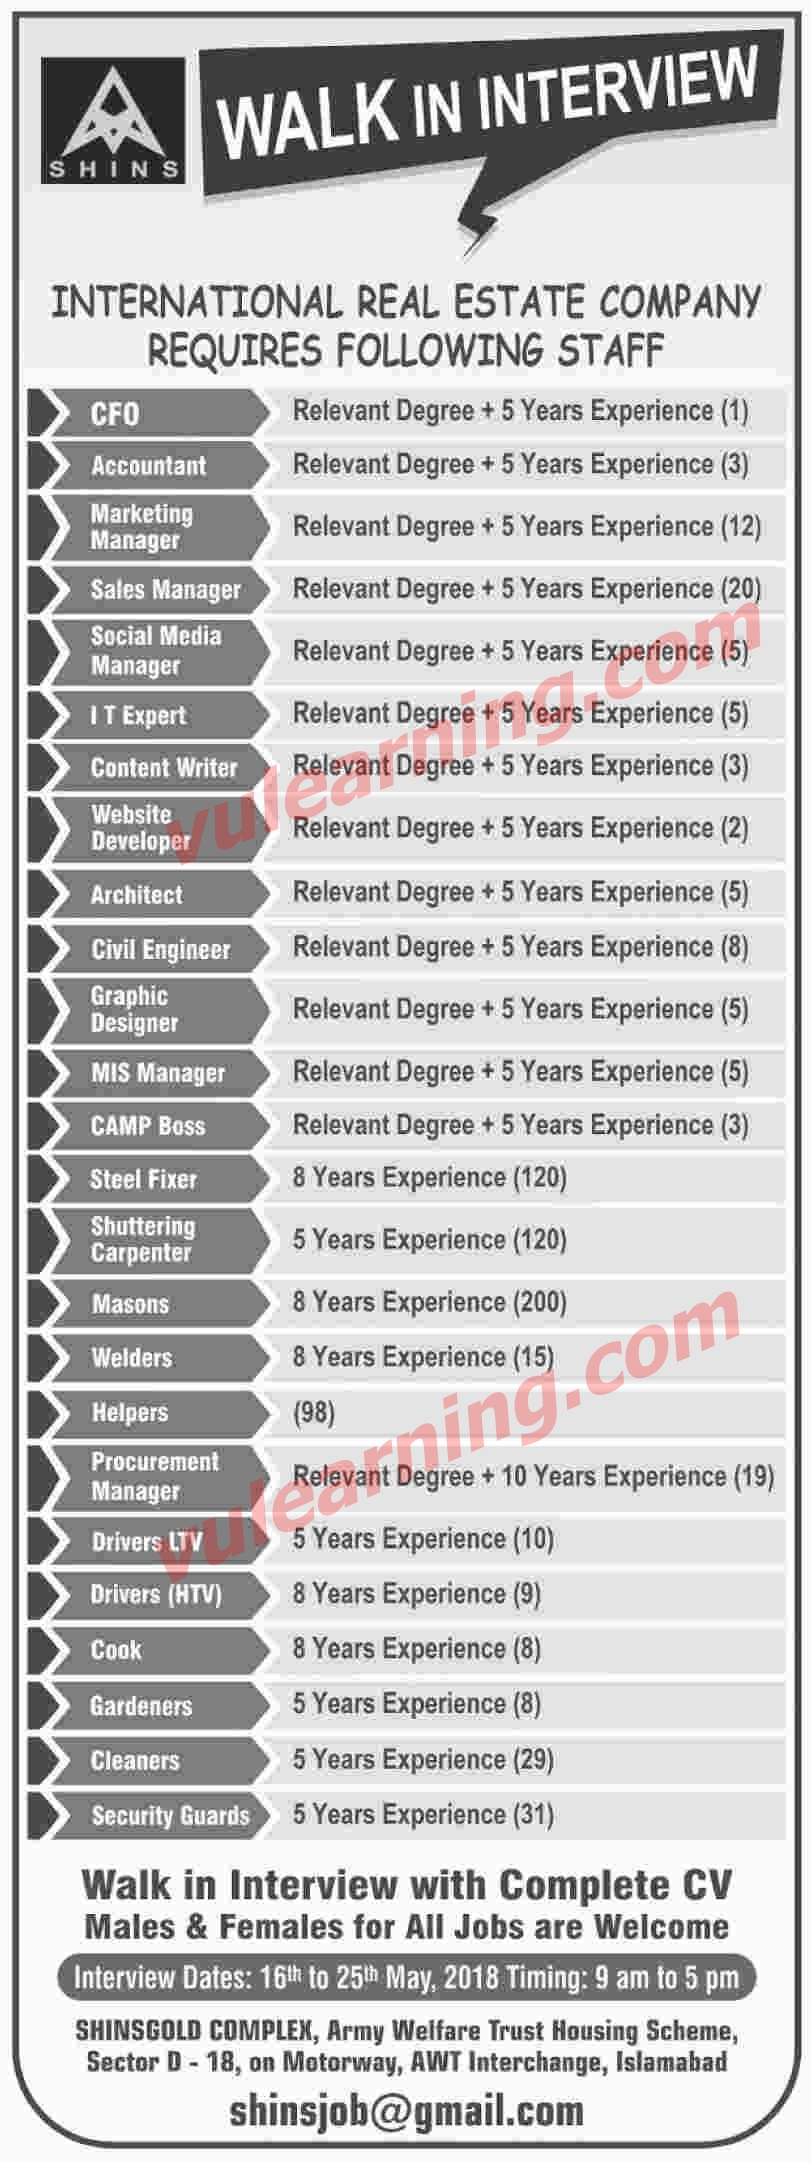 SHINS
WALK IN INTERVIEW
INTERNATIONAL REAL ESTATE COMPANY
REQUIRES FOLLOWING STAFF
CFO Relevant Degree + 5 Years Experience (1)
Accountant Relevant Degree + 5 Years Experience (3)
Marketing
Manager Relevant Degree + 5 Years Experience (12)
Sales Manager Relevant Degree + 5 Years Experience (20)
Social Media
Manager Relevant Degree + 5 Years Experience (5)
I T Expert Relevant Degree + 5 Years Experience (5)
Content Writer Relevant Degree + 5 Years Experience (3)
Website
Developer Relevant Degree + 5 Years Experience (2)
vulearning.com
Architect Relevant Degree + 5 Years Experience (5)
Civil Engineer Relevant Degree + 5 Years Experience (8)
Graphic
Designer Relevant Degree + 5 Years Experience (5)
MIS Manager Relevant Degree + 5 Years Experience (5)
CAMP Boss Relevant Degree + 5 Years Experience (3)
Steel Fixer 8 Years Experience (120)
Shuttering
Carpenter 5 Years Experience (120)
Masons 8 Years Experience (200)
Welders 8 Years Experience (15)
Helpers (98)
Procurement
Manager Relevant Degree + 10 Years Experience (19)
vulearning.com
Drivers LTV 5 Years Experience (10)
Drivers (HTV) 8 Years Experience (9)
Cook 8 Years Experience (8)
Gardeners 5 Years Experience (8)
Cleaners 5 Years Experience (29)
Security Guards 5 Years Experience (31)
Walk in Interview with Complete CV
Males & Females for All Jobs are Welcome
Interview Dates: 16th to 25th May, 2018 Timing: 9 am to 5 pm
SHINSGOLD COMPLEX, Army Welfare Trust Housing Scheme,
Sector D - 18, on Motorway, AWT Interchange, Islamabad
shinsjob@gmail.com